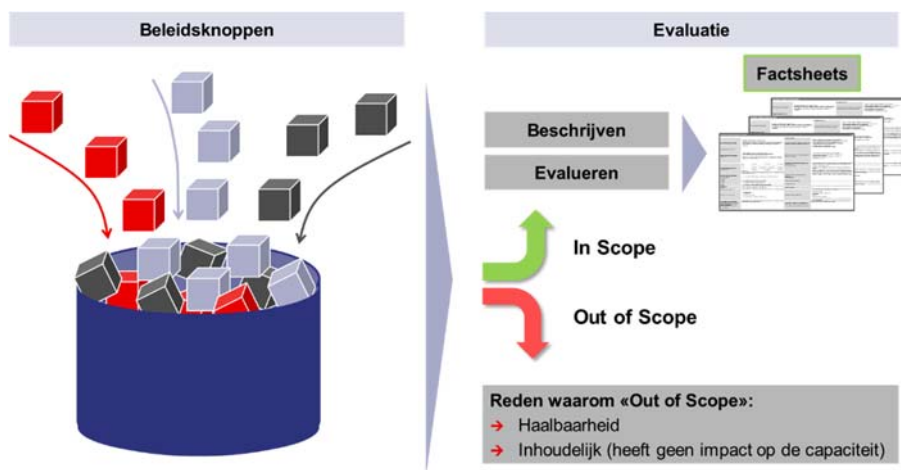 Beleidsknoppen
Evaluatie
Factsheets
Beschrijven
Evalueren
In Scope
Out of Scope
Reden waarom «Out of Scope»:
→ Haalbaarheid
→ Inhoudelijk (heeft geen impact op de capaciteit)